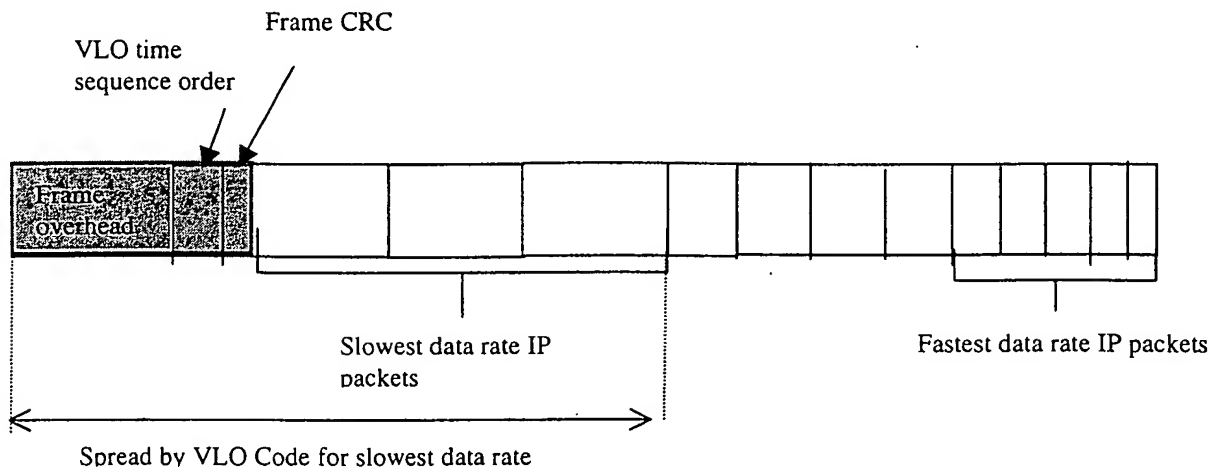 Frame CRC
VLO time
sequence order
Frame
overhead
Slowest data rate IP
packets
Fastest data rate IP packets
Spread by VLO Code for slowest data rate